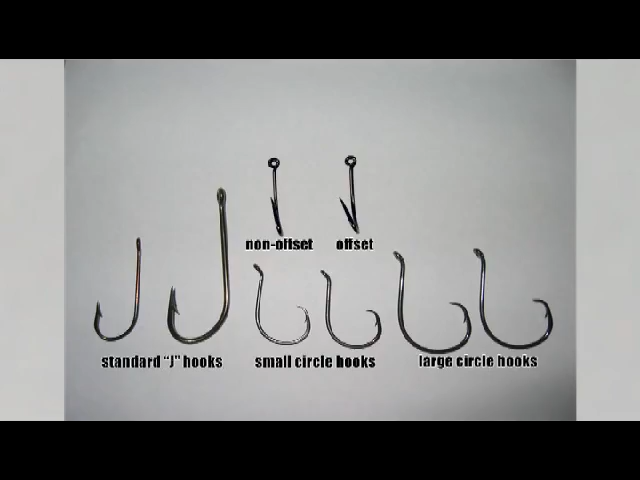 non-offset
offset
standard "J" hooks
small circle hooks
large circle hooks